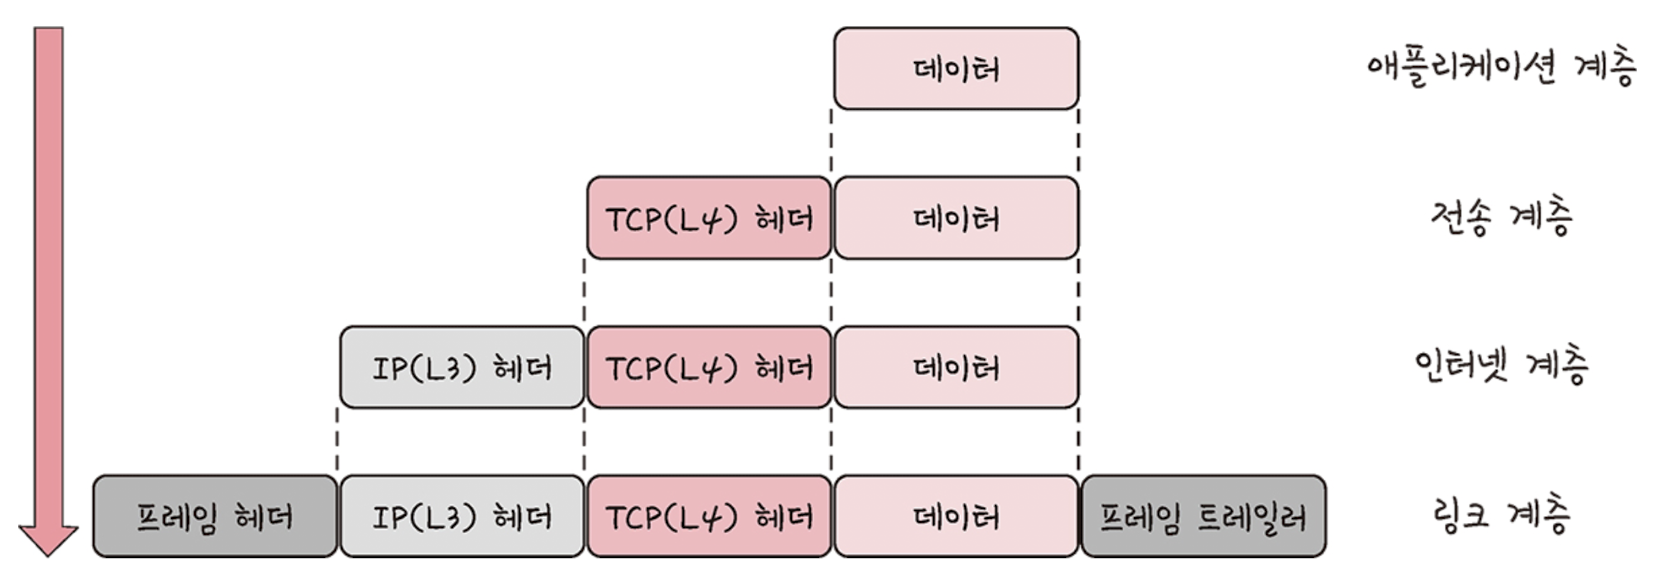 데이터 애플리케이션 계층
TCP(L4) 헤더 데이터 전송 계층
IP(L3) 헤더 TCP(L4) 헤더 데이터 인터넷 계층
프레임 헤더 IP(L3) 헤더 TCP(L4) 헤더 데이터 프레임 트레일러 링크 계층